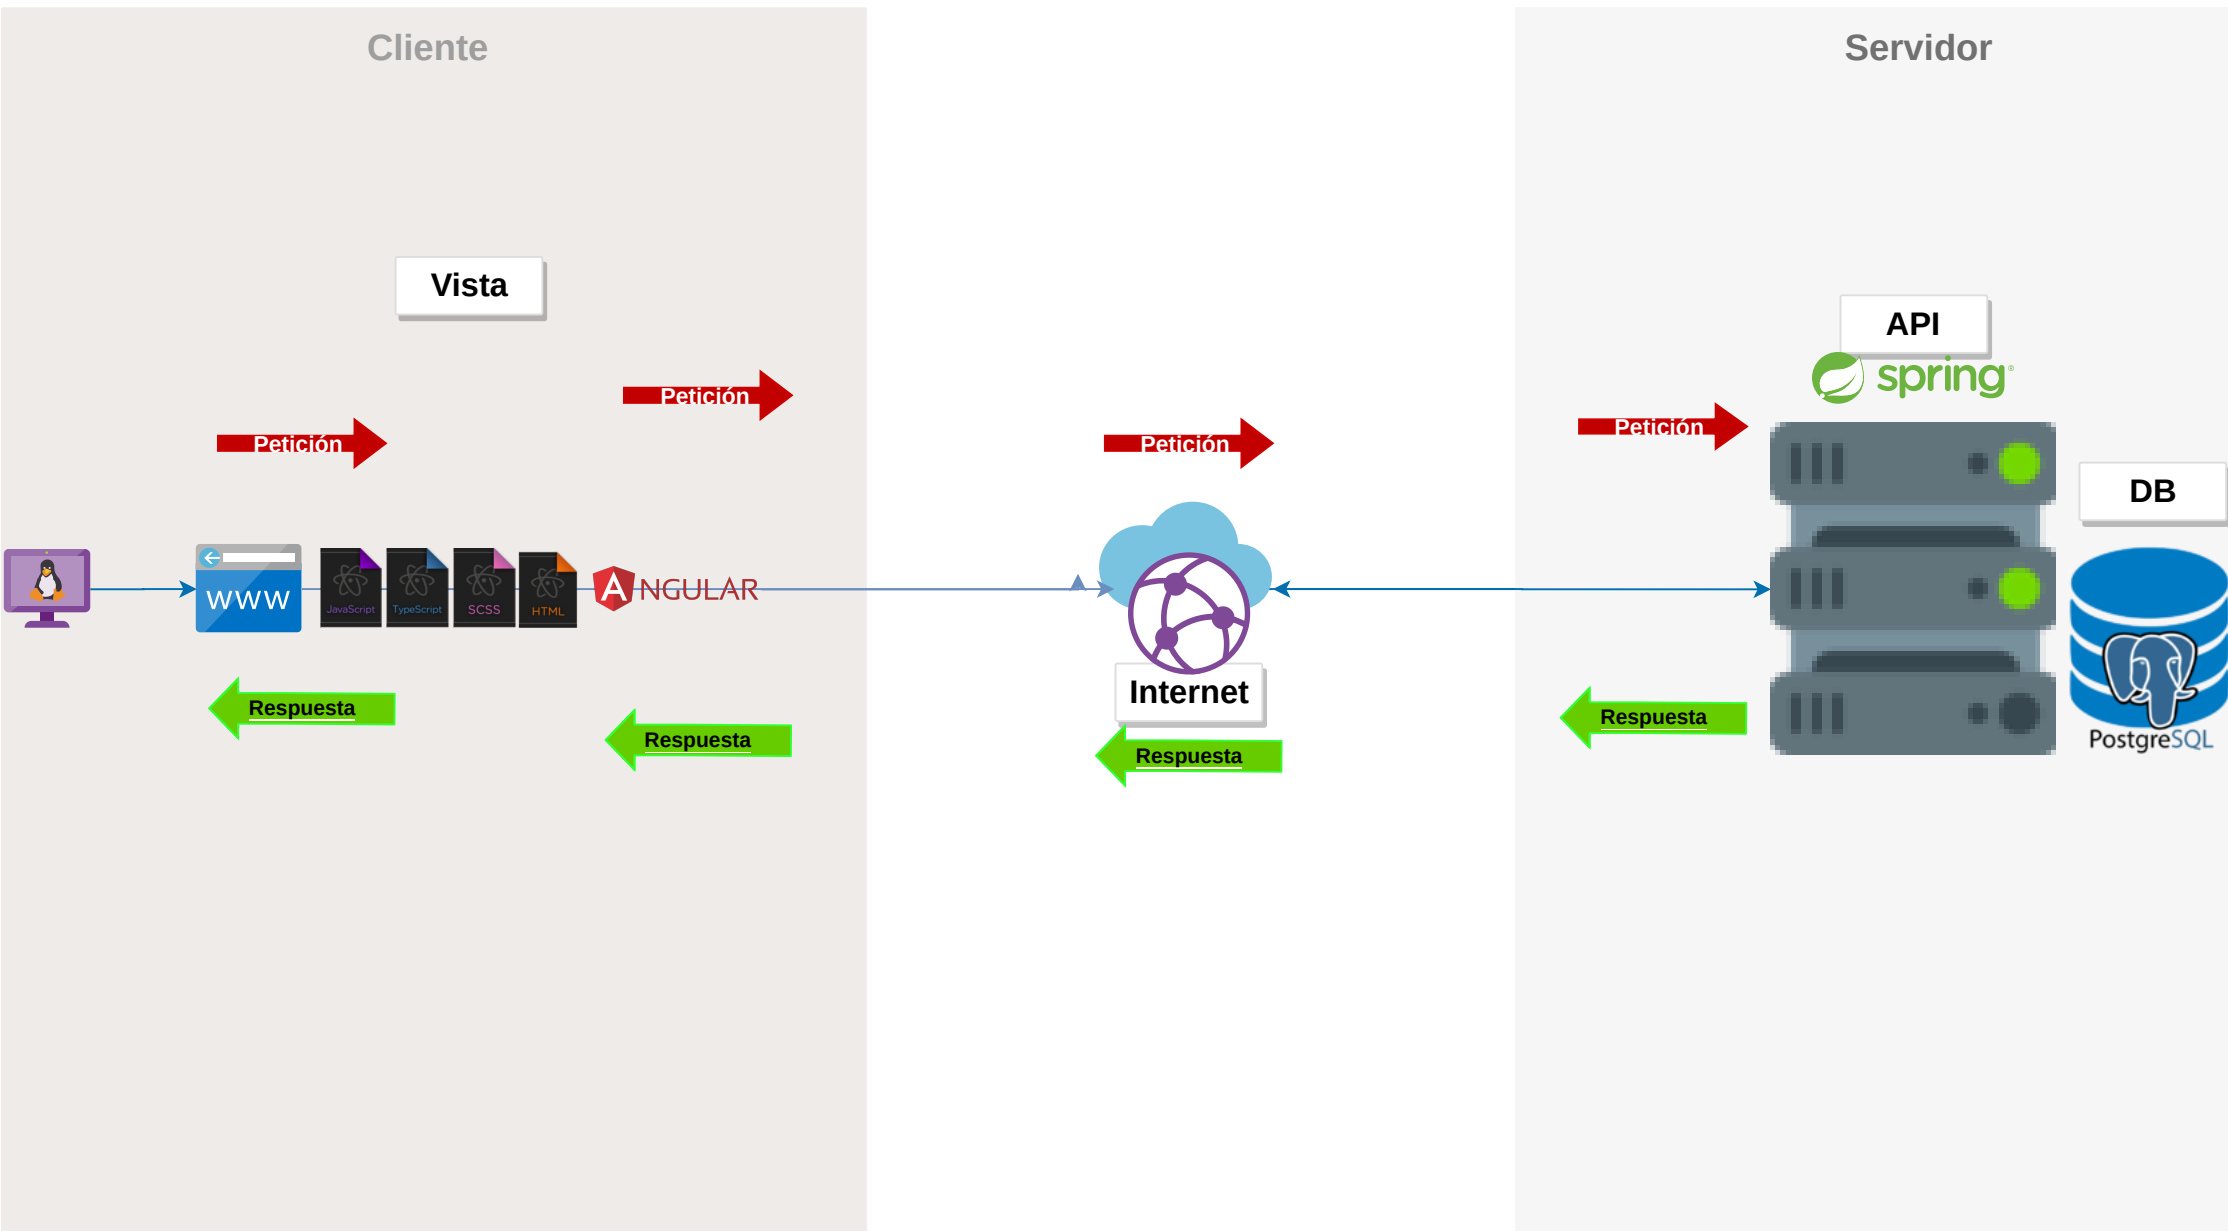 Cliente
Servidor
Vista
API
spring
Petición
Petición
Petición
Petición
DB
www
JavaScript
TypeScript
SCSS
HTML
ANGULAR
Internet
Respuesta
Respuesta
Respuesta
Respuesta
PostgreSQL